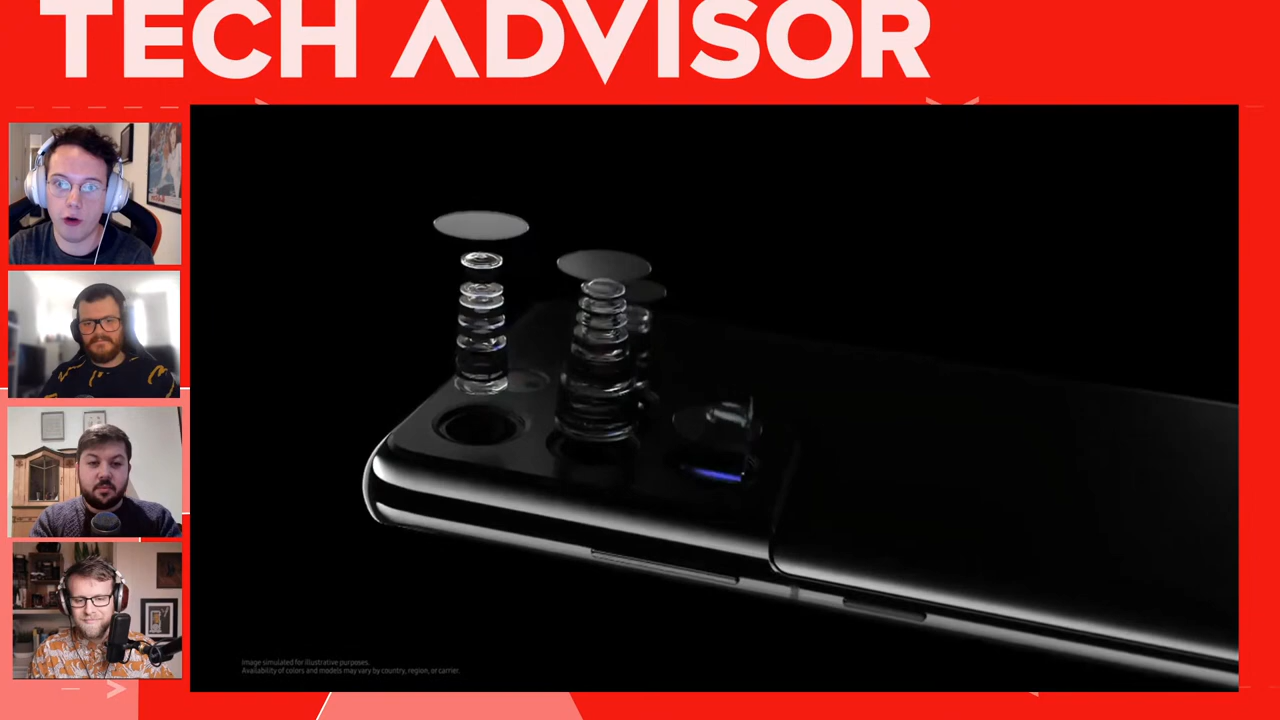 TECH ADVISOR
Image simulated for illustrative purposes.
Availability of colors and models may vary by country, region, or carrier.